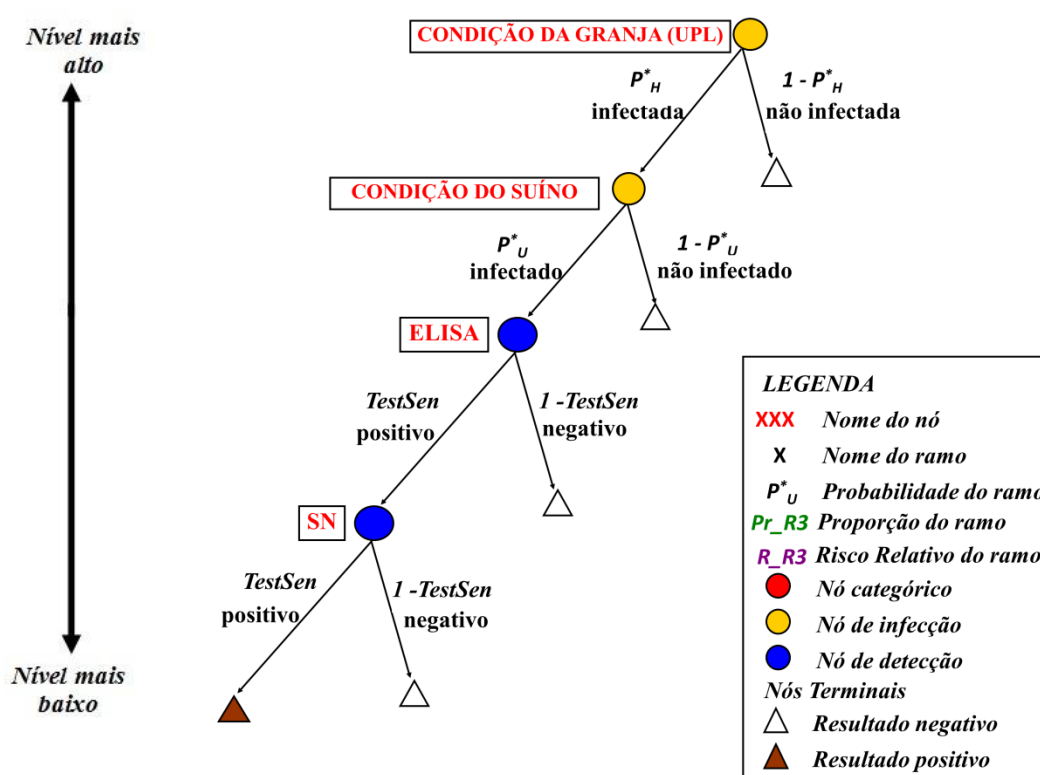 Nível mais
alto
CONDIÇÃO DA GRANJA (UPL)
P*H
infectada
1 - P*H
não infectada
CONDIÇÃO DO SUÍNO
P*U
infectado
1 - P*U
não infectado
ELISA
TestSen
positivo
1 -TestSen
negativo
SN
TestSen
positivo
1 -TestSen
negativo
Nível mais
baixo
LEGENDA
XXX Nome do nó
X Nome do ramo
P*U Probabilidade do ramo
Pr_R3 Proporção do ramo
R_R3 Risco Relativo do ramo
Nó categórico
Nó de infecção
Nó de detecção
Nós Terminais
Resultado negativo
Resultado positivo